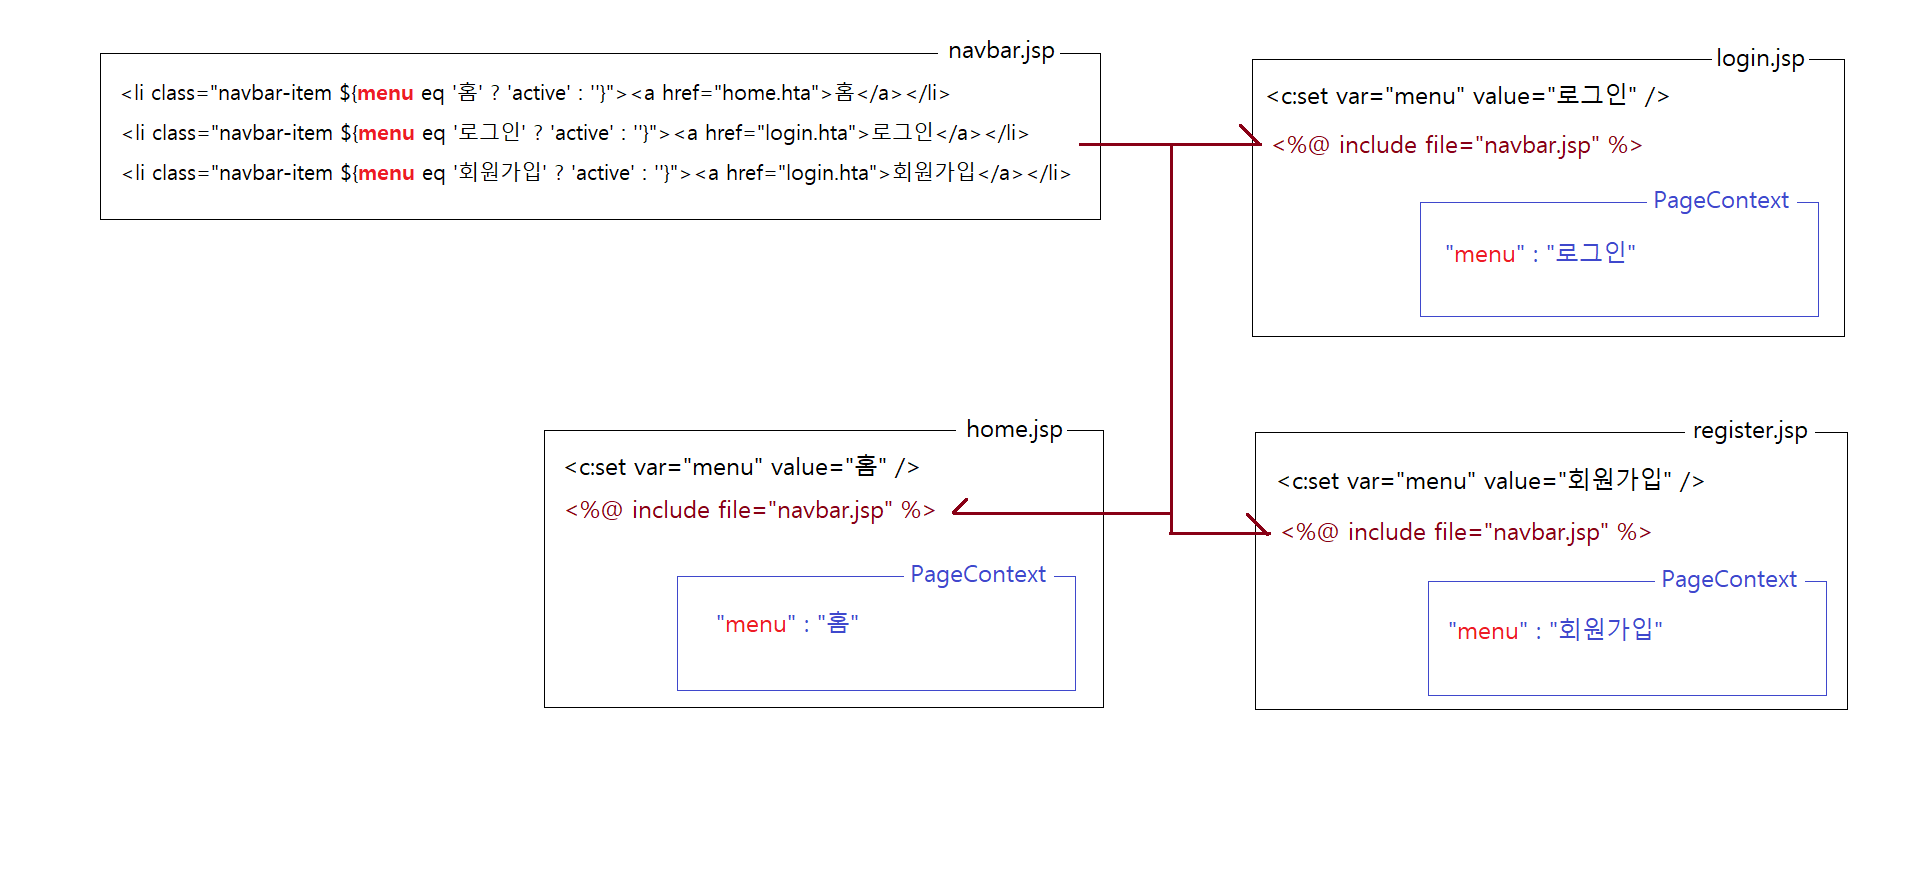 navbar.jsp
<li class="navbar-item ${menu eq '홈' ? 'active' : ''}"><a href="home.hta">홈</a></li>
<li class="navbar-item ${menu eq '로그인' ? 'active' : ''}"><a href="login.hta">로그인</a></li>
<li class="navbar-item ${menu eq '회원가입' ? 'active' : ''}"><a href="login.hta">회원가입</a></li>
login.jsp
<c:set var="menu" value="로그인" />
<%@ include file="navbar.jsp" %>
PageContext
"menu" : "로그인"
home.jsp
<c:set var="menu" value="홈" />
<%@ include file="navbar.jsp" %>
PageContext
"menu" : "홈"
register.jsp
<c:set var="menu" value="회원가입" />
<%@ include file="navbar.jsp" %>
PageContext
"menu" : "회원가입"